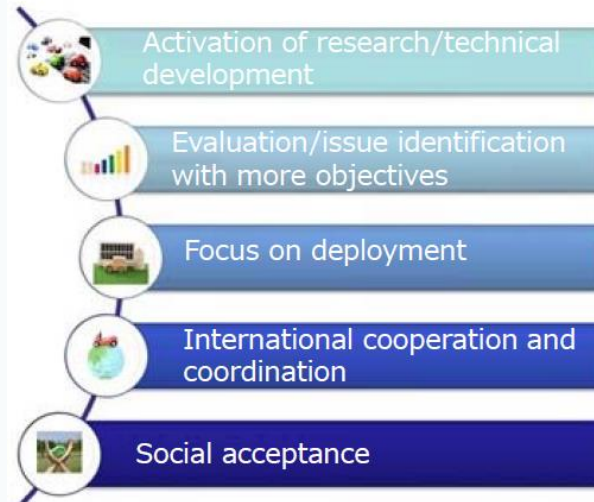 Activation of research/technical
development
Evaluation/issue identification
with more objectives
Focus on deployment
International cooperation and
coordination
Social acceptance